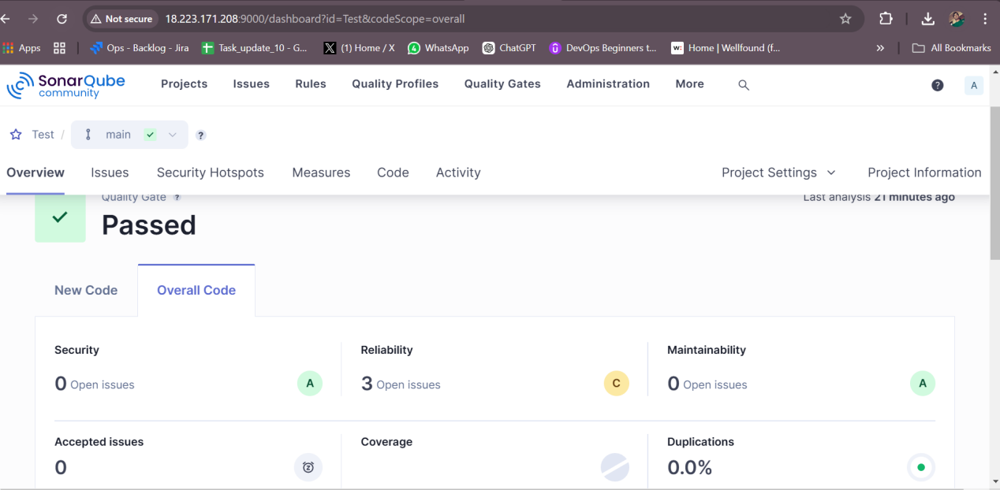 Not secure 18.223.171.208:9000/dashboard?id=Test&codeScope=overall
Apps Ops - Backlog - Jira Task_update_10 - G... (1) Home / X WhatsApp ChatGPT DevOps Beginners t... Home | Wellfound (f... » All Bookmarks
SonarQube
community
Projects Issues Rules Quality Profiles Quality Gates Administration More ? A
Test / main ?
Overview Issues Security Hotspots Measures Code Activity Project Settings Project Information
Quality Gate ? Last analysis 21 minutes ago
Passed
New Code Overall Code
Security Reliability Maintainability
0 Open issues A 3 Open issues C 0 Open issues A
Accepted issues Coverage Duplications
0 0.0%